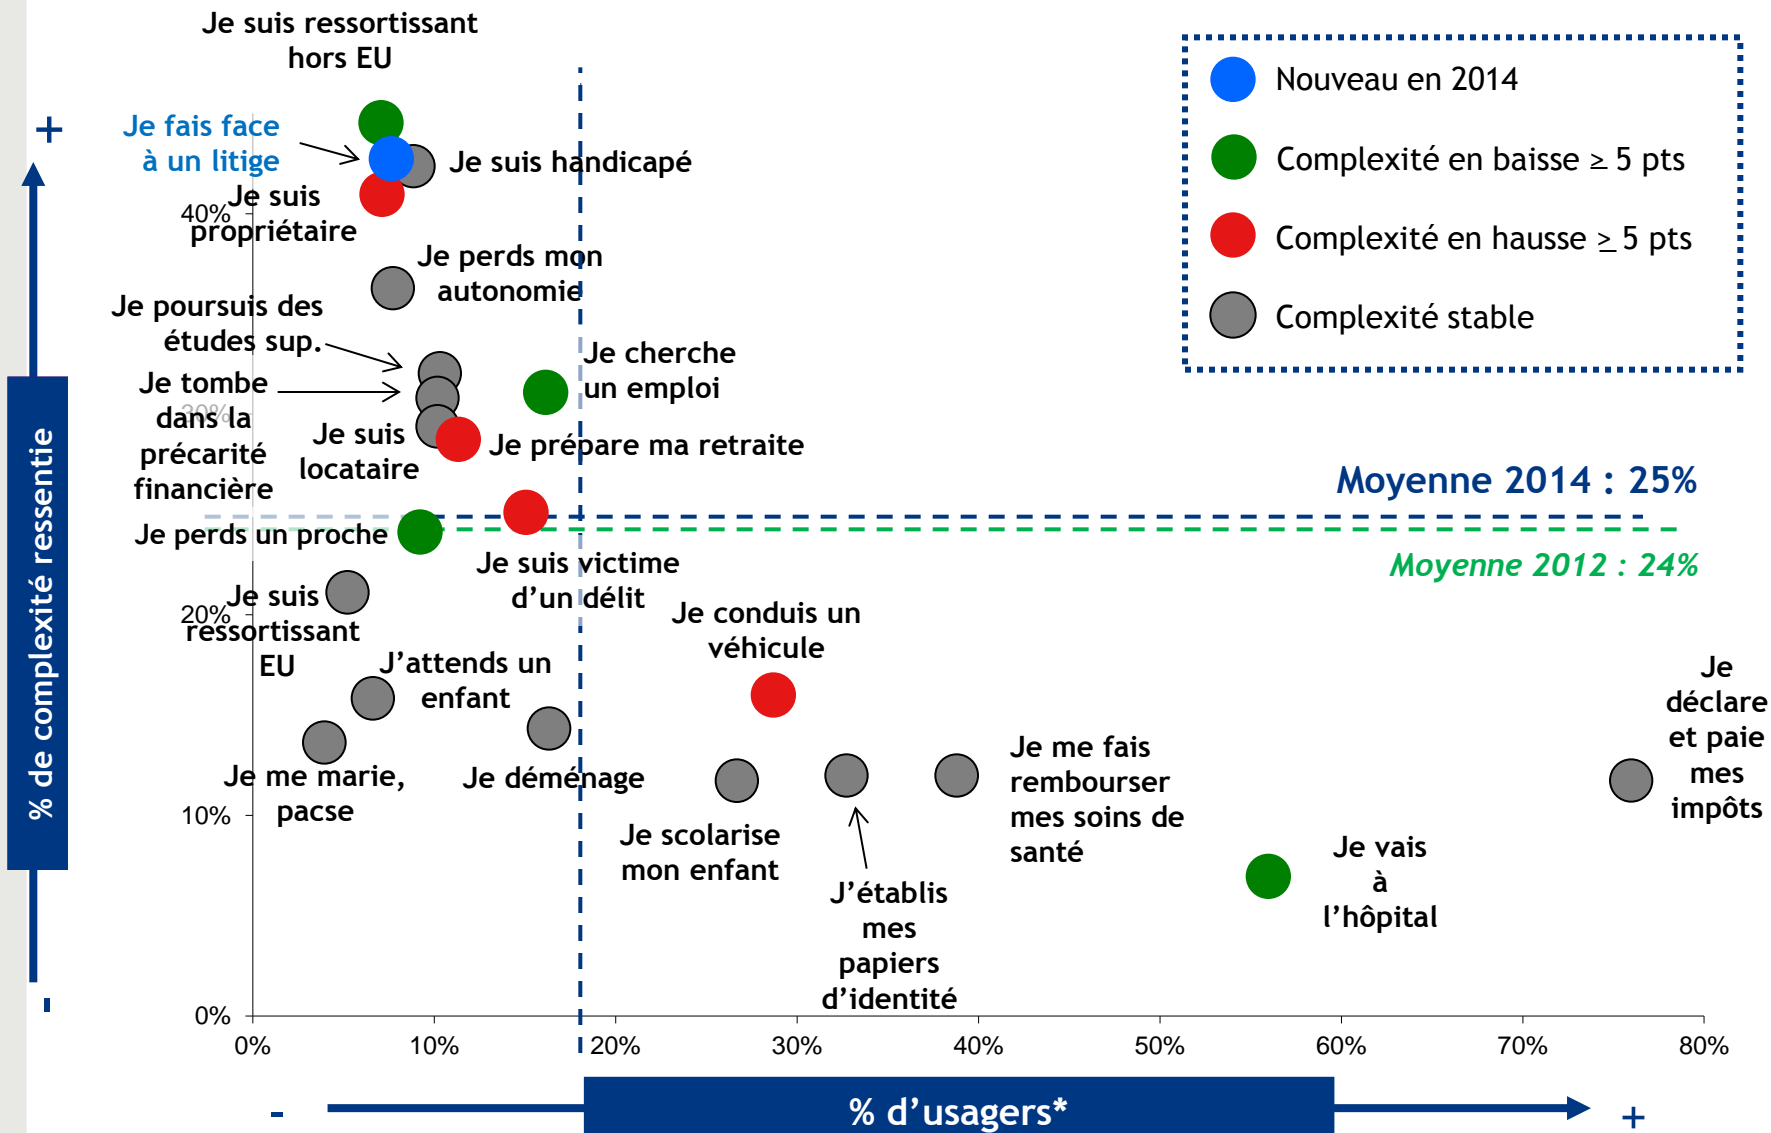 Je suis ressortissant
hors EU
Je fais face
à un litige
Je suis handicapé
Je suis
propriétaire
Je perds mon
autonomie
Je poursuis des
études sup.
Je tombe
dans la
précarité
financière
Je suis
locataire
Je cherche
un emploi
Je prépare ma retraite
Je perds un proche
Je suis victime
d’un délit
Je suis
ressortissant
EU
J’attends un
enfant
Je me marie,
pacse
Je déménage
Je conduis un
véhicule
Je scolarise
mon enfant
J’établis
mes
papiers
d’identité
Je me fais
rembourser
mes soins de
santé
Je vais
à
l’hôpital
Je
déclare
et paie
mes
impôts
Nouveau en 2014
Complexité en baisse ≥ 5 pts
Complexité en hausse ≥ 5 pts
Complexité stable
Moyenne 2014 : 25%
Moyenne 2012 : 24%
+
% de complexité ressentie
-
40%
30%
20%
10%
0%
0%
10%
20%
30%
40%
50%
60%
70%
80%
-
% d’usagers*
+